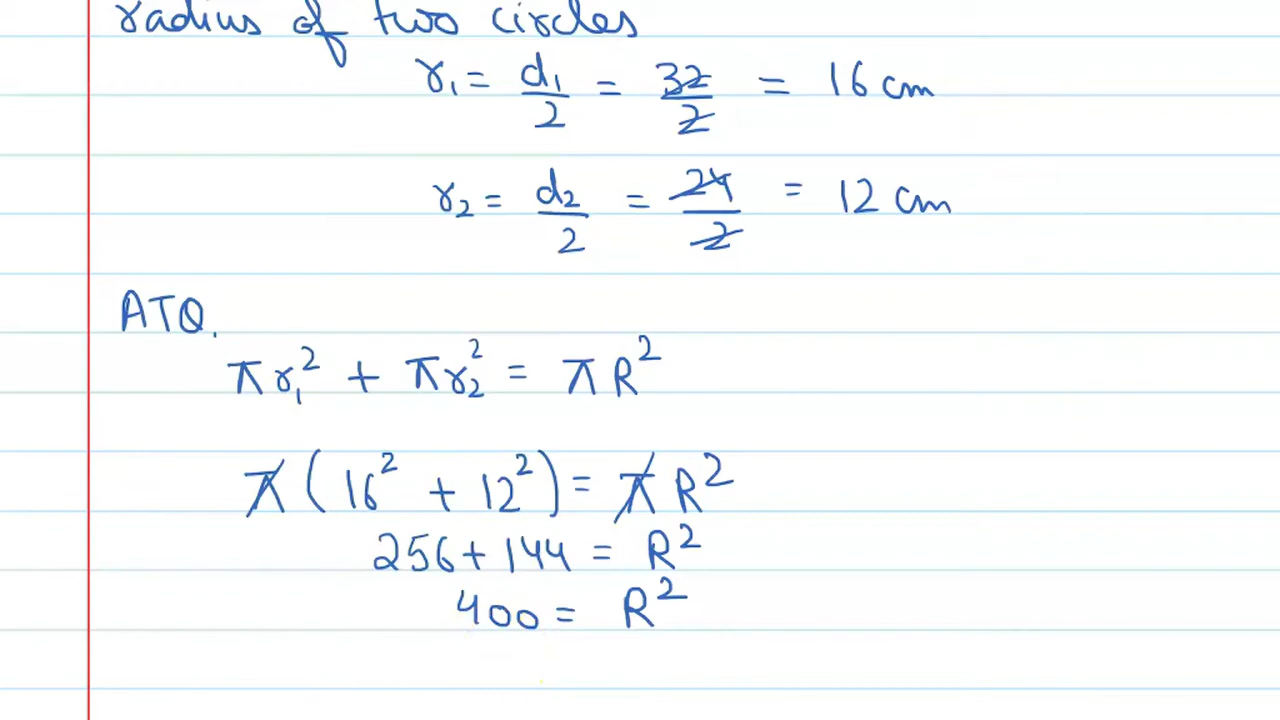 radius of two circles
r₁ = d₁/2 = 32/2 = 16 cm
r₂ = d₂/2 = 24/2 = 12 cm
ATQ.
πr₁² + πr₂² = πR²
π(16² + 12²) = πR²
256 + 144 = R²
400 = R²